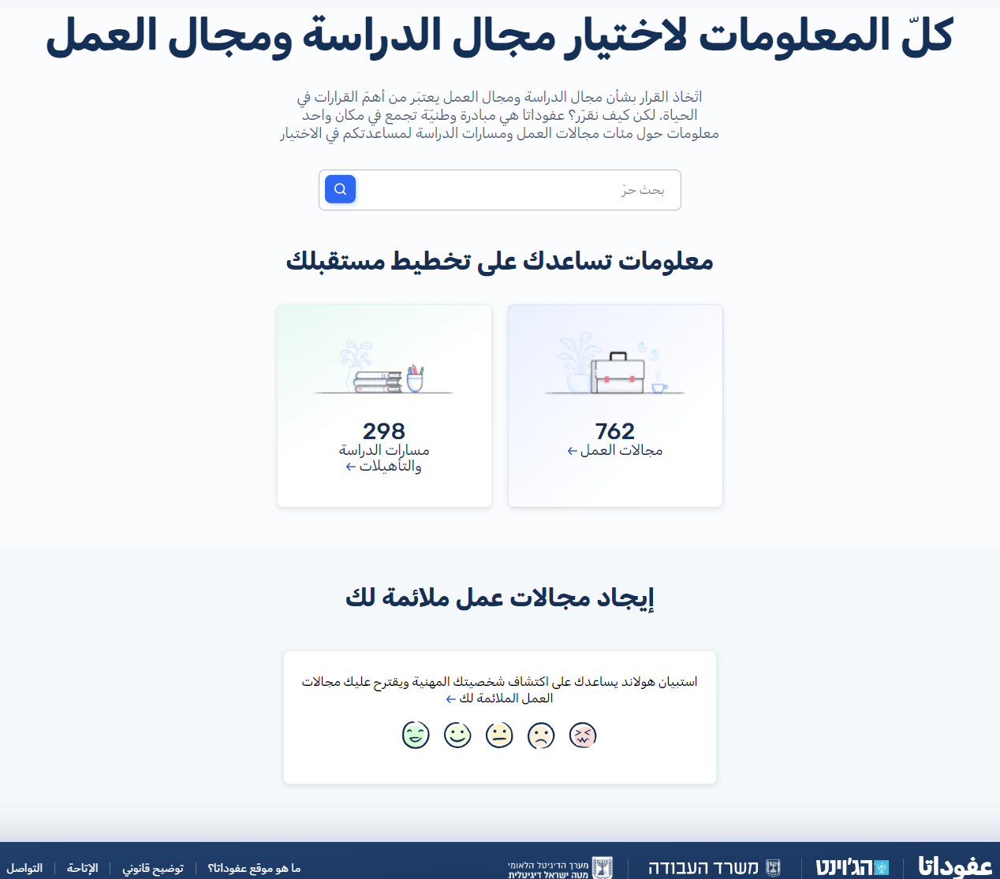 كلّ المعلومات لاختيار مجال الدراسة ومجال العمل
اتّخاذ القرار بشأن مجال الدراسة ومجال العمل يعتبَر من أهمّ القرارات في
الحياة، لكن كيف نقرّر؟ عفوداتا هي مبادرة وطنيّة تجمع في مكان واحد
معلومات حول مئات مجالات العمل ومسارات الدراسة لمساعدتكم في الاختيار
بحث حرّ
معلومات تساعدك على تخطيط مستقبلك
762
مجالات العمل ←
298
مسارات الدراسة
والتأهيلات ←
إيجاد مجالات عمل ملائمة لك
استبيان هولاند يساعدك على اكتشاف شخصيتك المهنية ويقترح عليك مجالات
العمل الملائمة لك ←
عفوداتا
הג'וינט
משרד העבודה
מערך הדיגיטל הלאומי
מטה ישראל דיגיטלית
ما هو موقع عفوداتا؟
توضيح قانوني
الإتاحة
التواصل